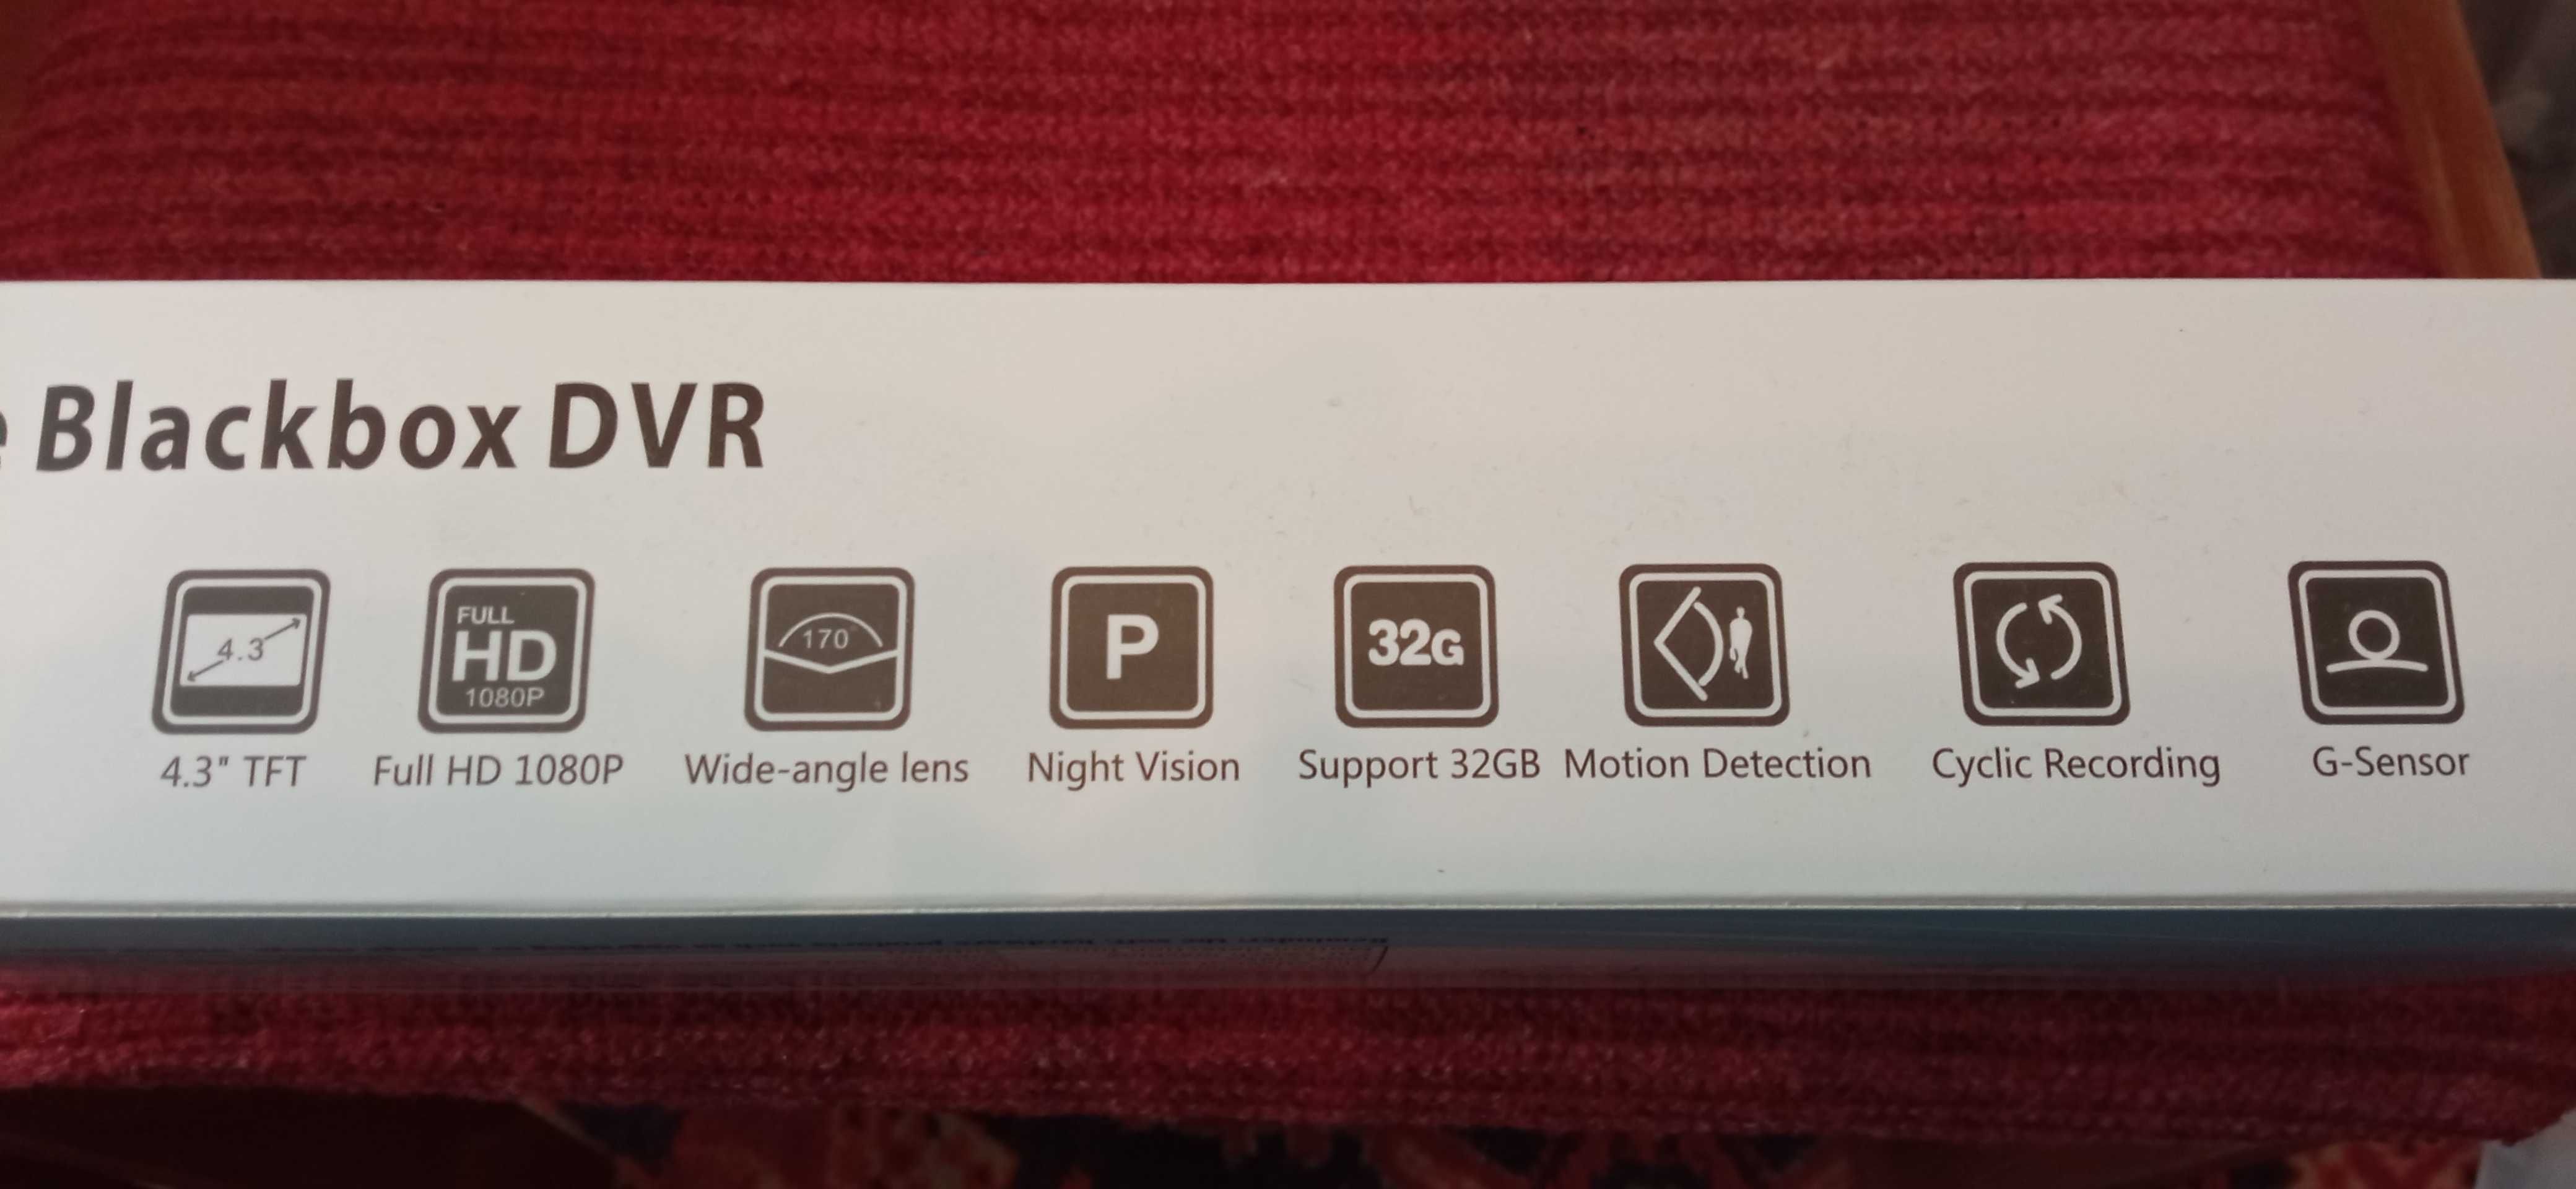 Blackbox DVR
4.3 FULL HD 1080P 170° P 32G
4.3" TFT Full HD 1080P Wide-angle lens Night Vision Support 32GB Motion Detection Cyclic Recording G-Sensor